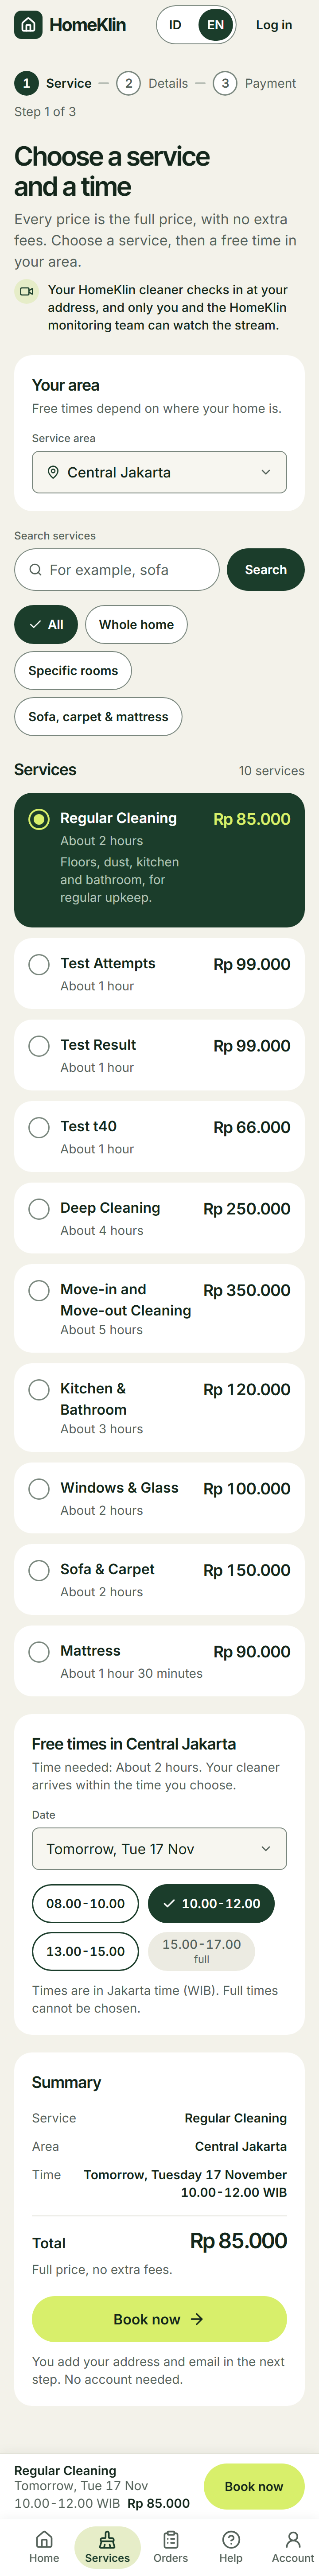 HomeKlin
ID
EN
Log in
1 Service
2 Details
3 Payment
Step 1 of 3
Choose a service
and a time
Every price is the full price, with no extra
fees. Choose a service, then a free time in
your area.
Your HomeKlin cleaner checks in at your
address, and only you and the HomeKlin
monitoring team can watch the stream.
Your area
Free times depend on where your home is.
Service area
Central Jakarta
Search services
For example, sofa
Search
All
Whole home
Specific rooms
Sofa, carpet & mattress
Services
10 services
Regular Cleaning
Rp 85.000
About 2 hours
Floors, dust, kitchen
and bathroom, for
regular upkeep.
Test Attempts
Rp 99.000
About 1 hour
Test Result
Rp 99.000
About 1 hour
Test t40
Rp 66.000
About 1 hour
Deep Cleaning
Rp 250.000
About 4 hours
Move-in and
Move-out Cleaning
Rp 350.000
About 5 hours
Kitchen &
Bathroom
Rp 120.000
About 3 hours
Windows & Glass
Rp 100.000
About 2 hours
Sofa & Carpet
Rp 150.000
About 2 hours
Mattress
Rp 90.000
About 1 hour 30 minutes
Free times in Central Jakarta
Time needed: About 2 hours. Your cleaner
arrives within the time you choose.
Date
Tomorrow, Tue 17 Nov
08.00-10.00
10.00-12.00
13.00-15.00
15.00-17.00
full
Times are in Jakarta time (WIB). Full times
cannot be chosen.
Summary
Service
Regular Cleaning
Area
Central Jakarta
Time
Tomorrow, Tuesday 17 November
10.00-12.00 WIB
Total
Rp 85.000
Full price, no extra fees.
Book now
You add your address and email in the next
step. No account needed.
Regular Cleaning
Tomorrow, Tue 17 Nov
10.00-12.00 WIB Rp 85.000
Book now
Home
Services
Orders
Help
Account